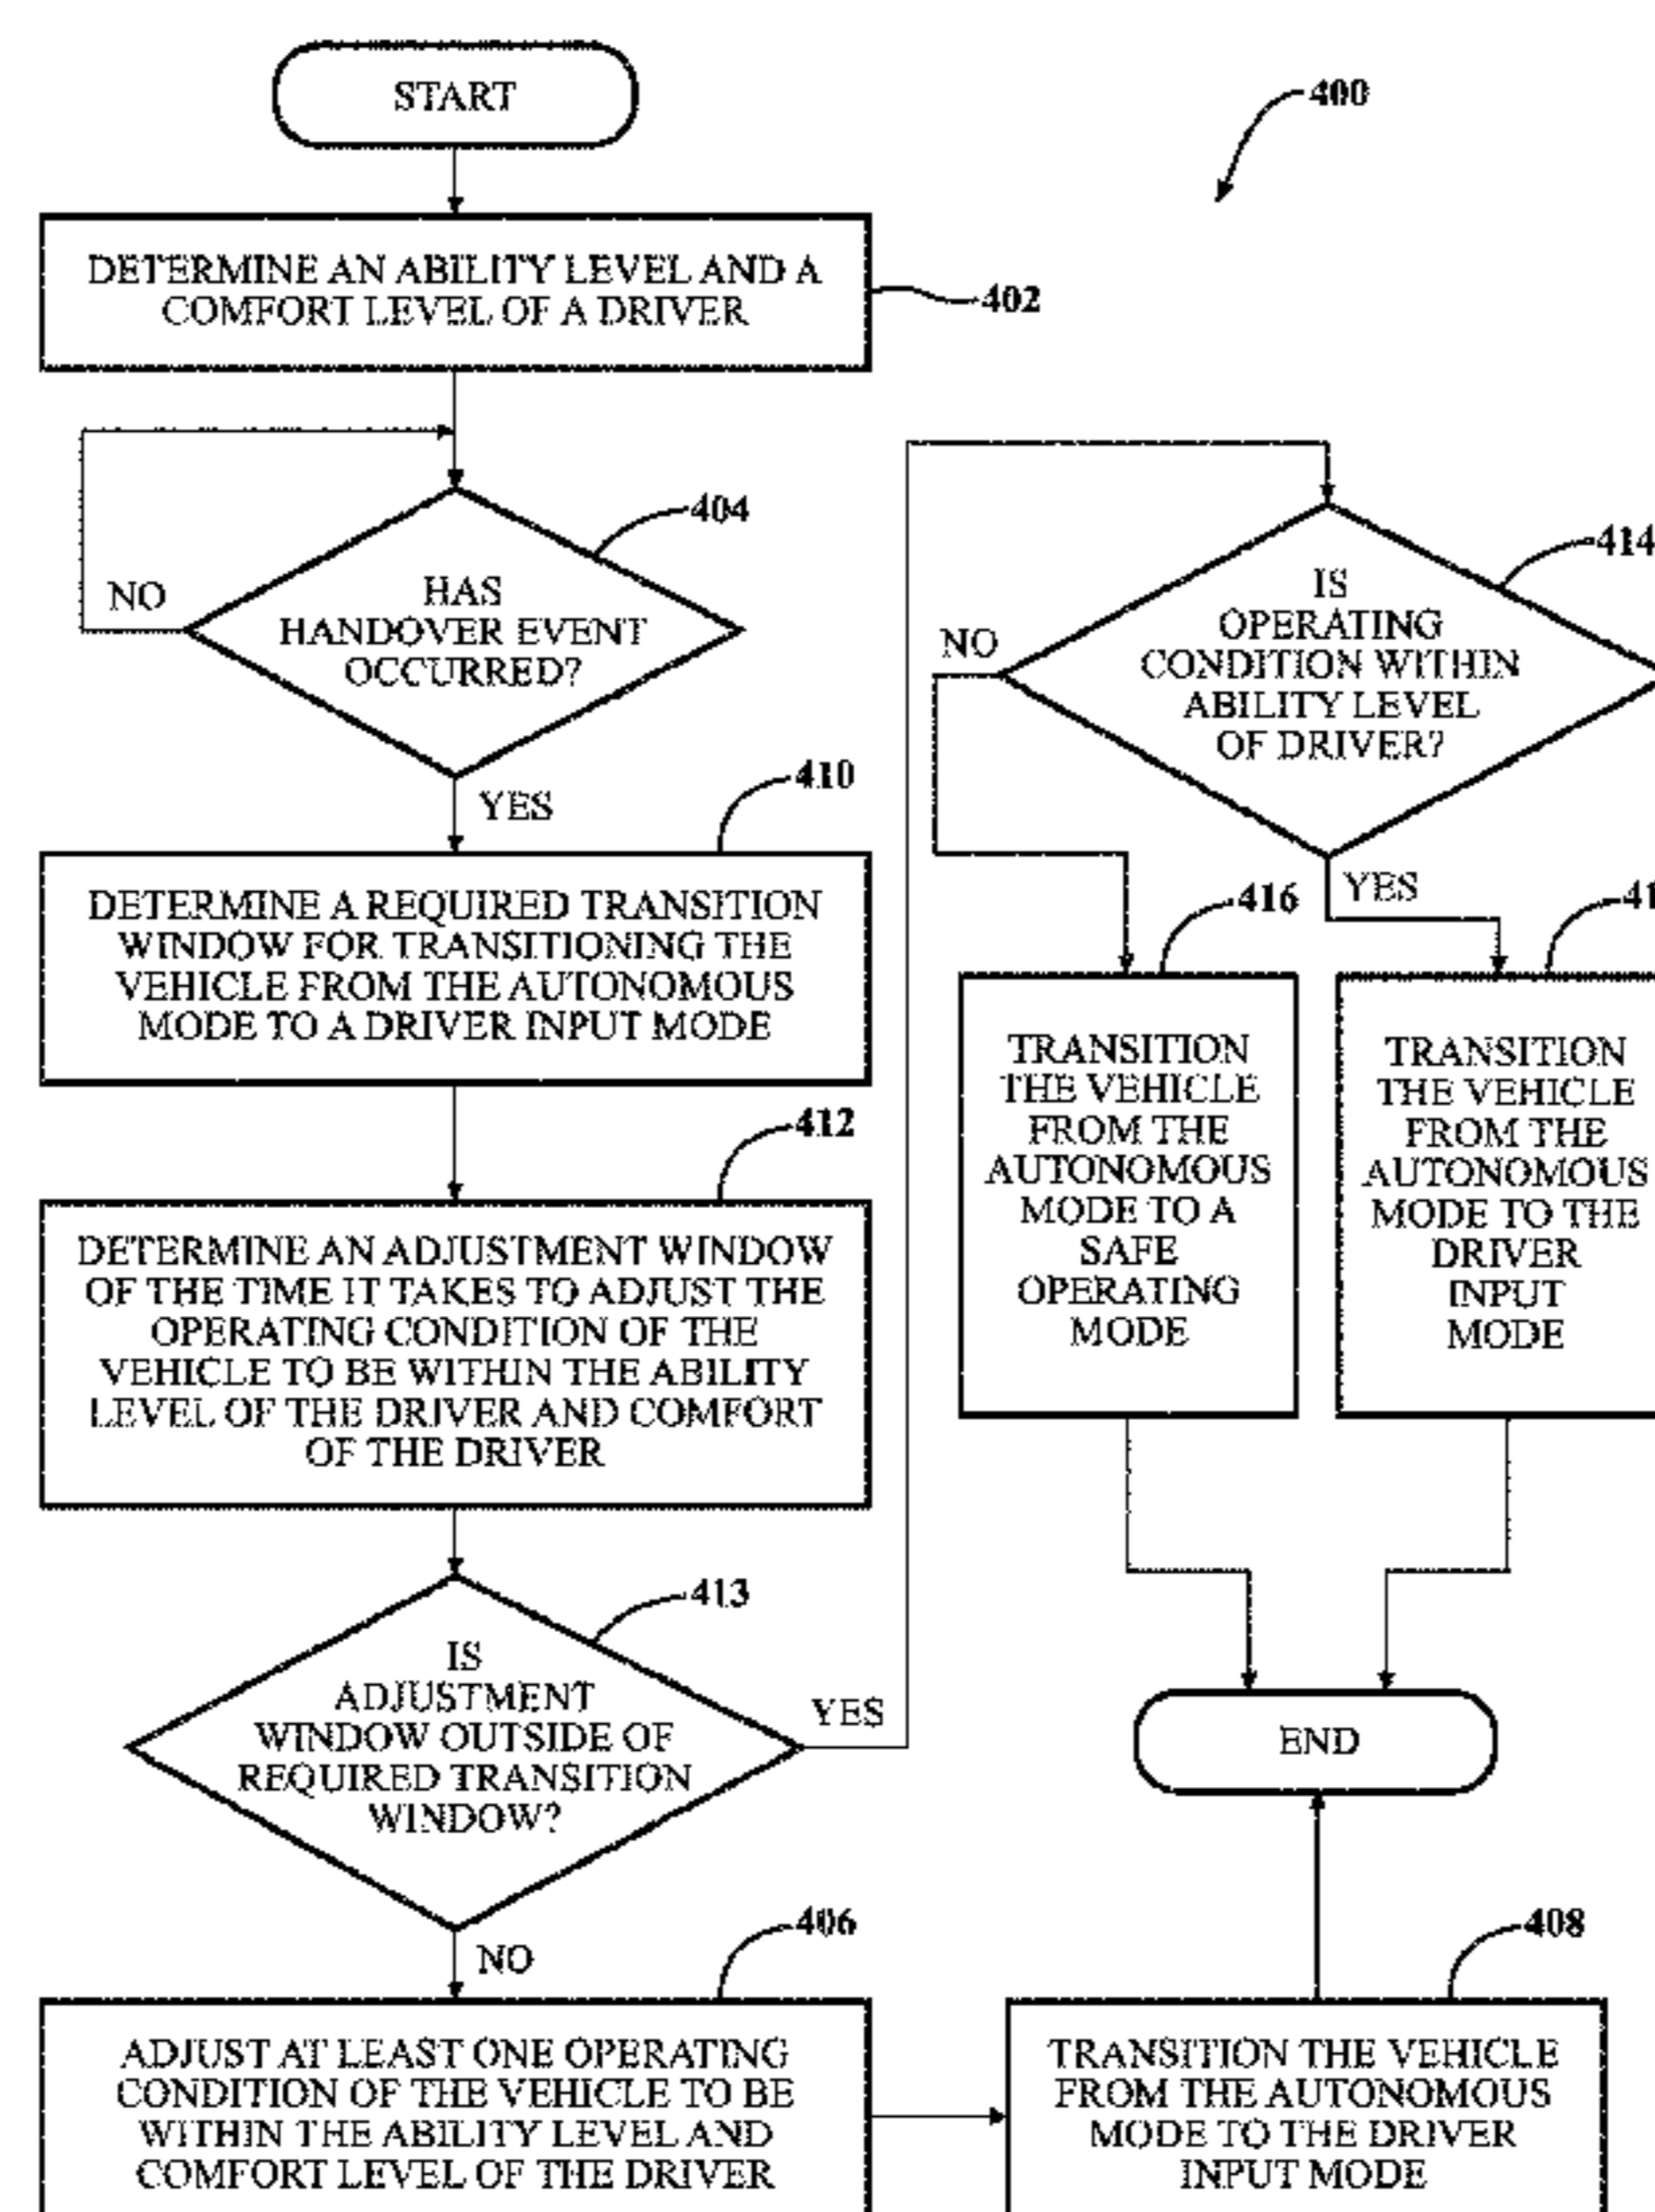 START
400
DETERMINE AN ABILITY LEVEL AND A
COMFORT LEVEL OF A DRIVER
402
404
HAS
HANDOVER EVENT
OCCURRED?
NO
YES
410
DETERMINE A REQUIRED TRANSITION
WINDOW FOR TRANSITIONING THE
VEHICLE FROM THE AUTONOMOUS
MODE TO A DRIVER INPUT MODE
412
DETERMINE AN ADJUSTMENT WINDOW
OF THE TIME IT TAKES TO ADJUST THE
OPERATING CONDITION OF THE
VEHICLE TO BE WITHIN THE ABILITY
LEVEL OF THE DRIVER AND COMFORT
OF THE DRIVER
413
IS
ADJUSTMENT
WINDOW OUTSIDE OF
REQUIRED TRANSITION
WINDOW?
YES
NO
406
ADJUST AT LEAST ONE OPERATING
CONDITION OF THE VEHICLE TO BE
WITHIN THE ABILITY LEVEL AND
COMFORT LEVEL OF THE DRIVER
414
IS
OPERATING
CONDITION WITHIN
ABILITY LEVEL
OF DRIVER?
NO
YES
416
TRANSITION
THE VEHICLE
FROM THE
AUTONOMOUS
MODE TO A
SAFE
OPERATING
MODE
TRANSITION
THE VEHICLE
FROM THE
AUTONOMOUS
MODE TO THE
DRIVER
INPUT
MODE
END
408
TRANSITION THE VEHICLE
FROM THE AUTONOMOUS
MODE TO THE DRIVER
INPUT MODE